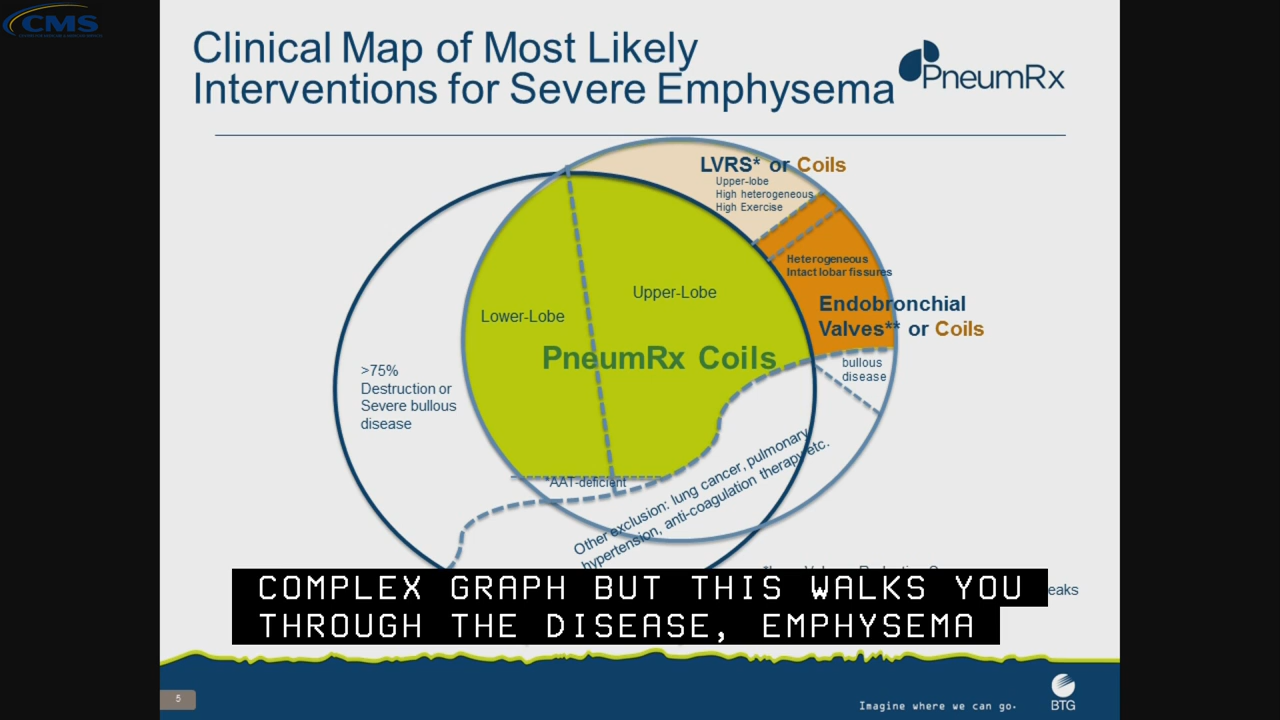 CMS
Clinical Map of Most Likely
Interventions for Severe Emphysema
PneumRx
LVRS* or Coils
Upper-lobe
High heterogeneous
High Exercise
Heterogeneous
Intact lobar fissures
Endobronchial
Valves** or Coils
Upper-Lobe
Lower-Lobe
PneumRx Coils
bullous
disease
>75%
Destruction or
Severe bullous
disease
*AAT-deficient
Other exclusion: lung cancer, pulmonary
hypertension, anti-coagulation therapy etc.
eaks
COMPLEX GRAPH BUT THIS WALKS YOU
THROUGH THE DISEASE, EMPHYSEMA
5
Imagine where we can go.
BTG